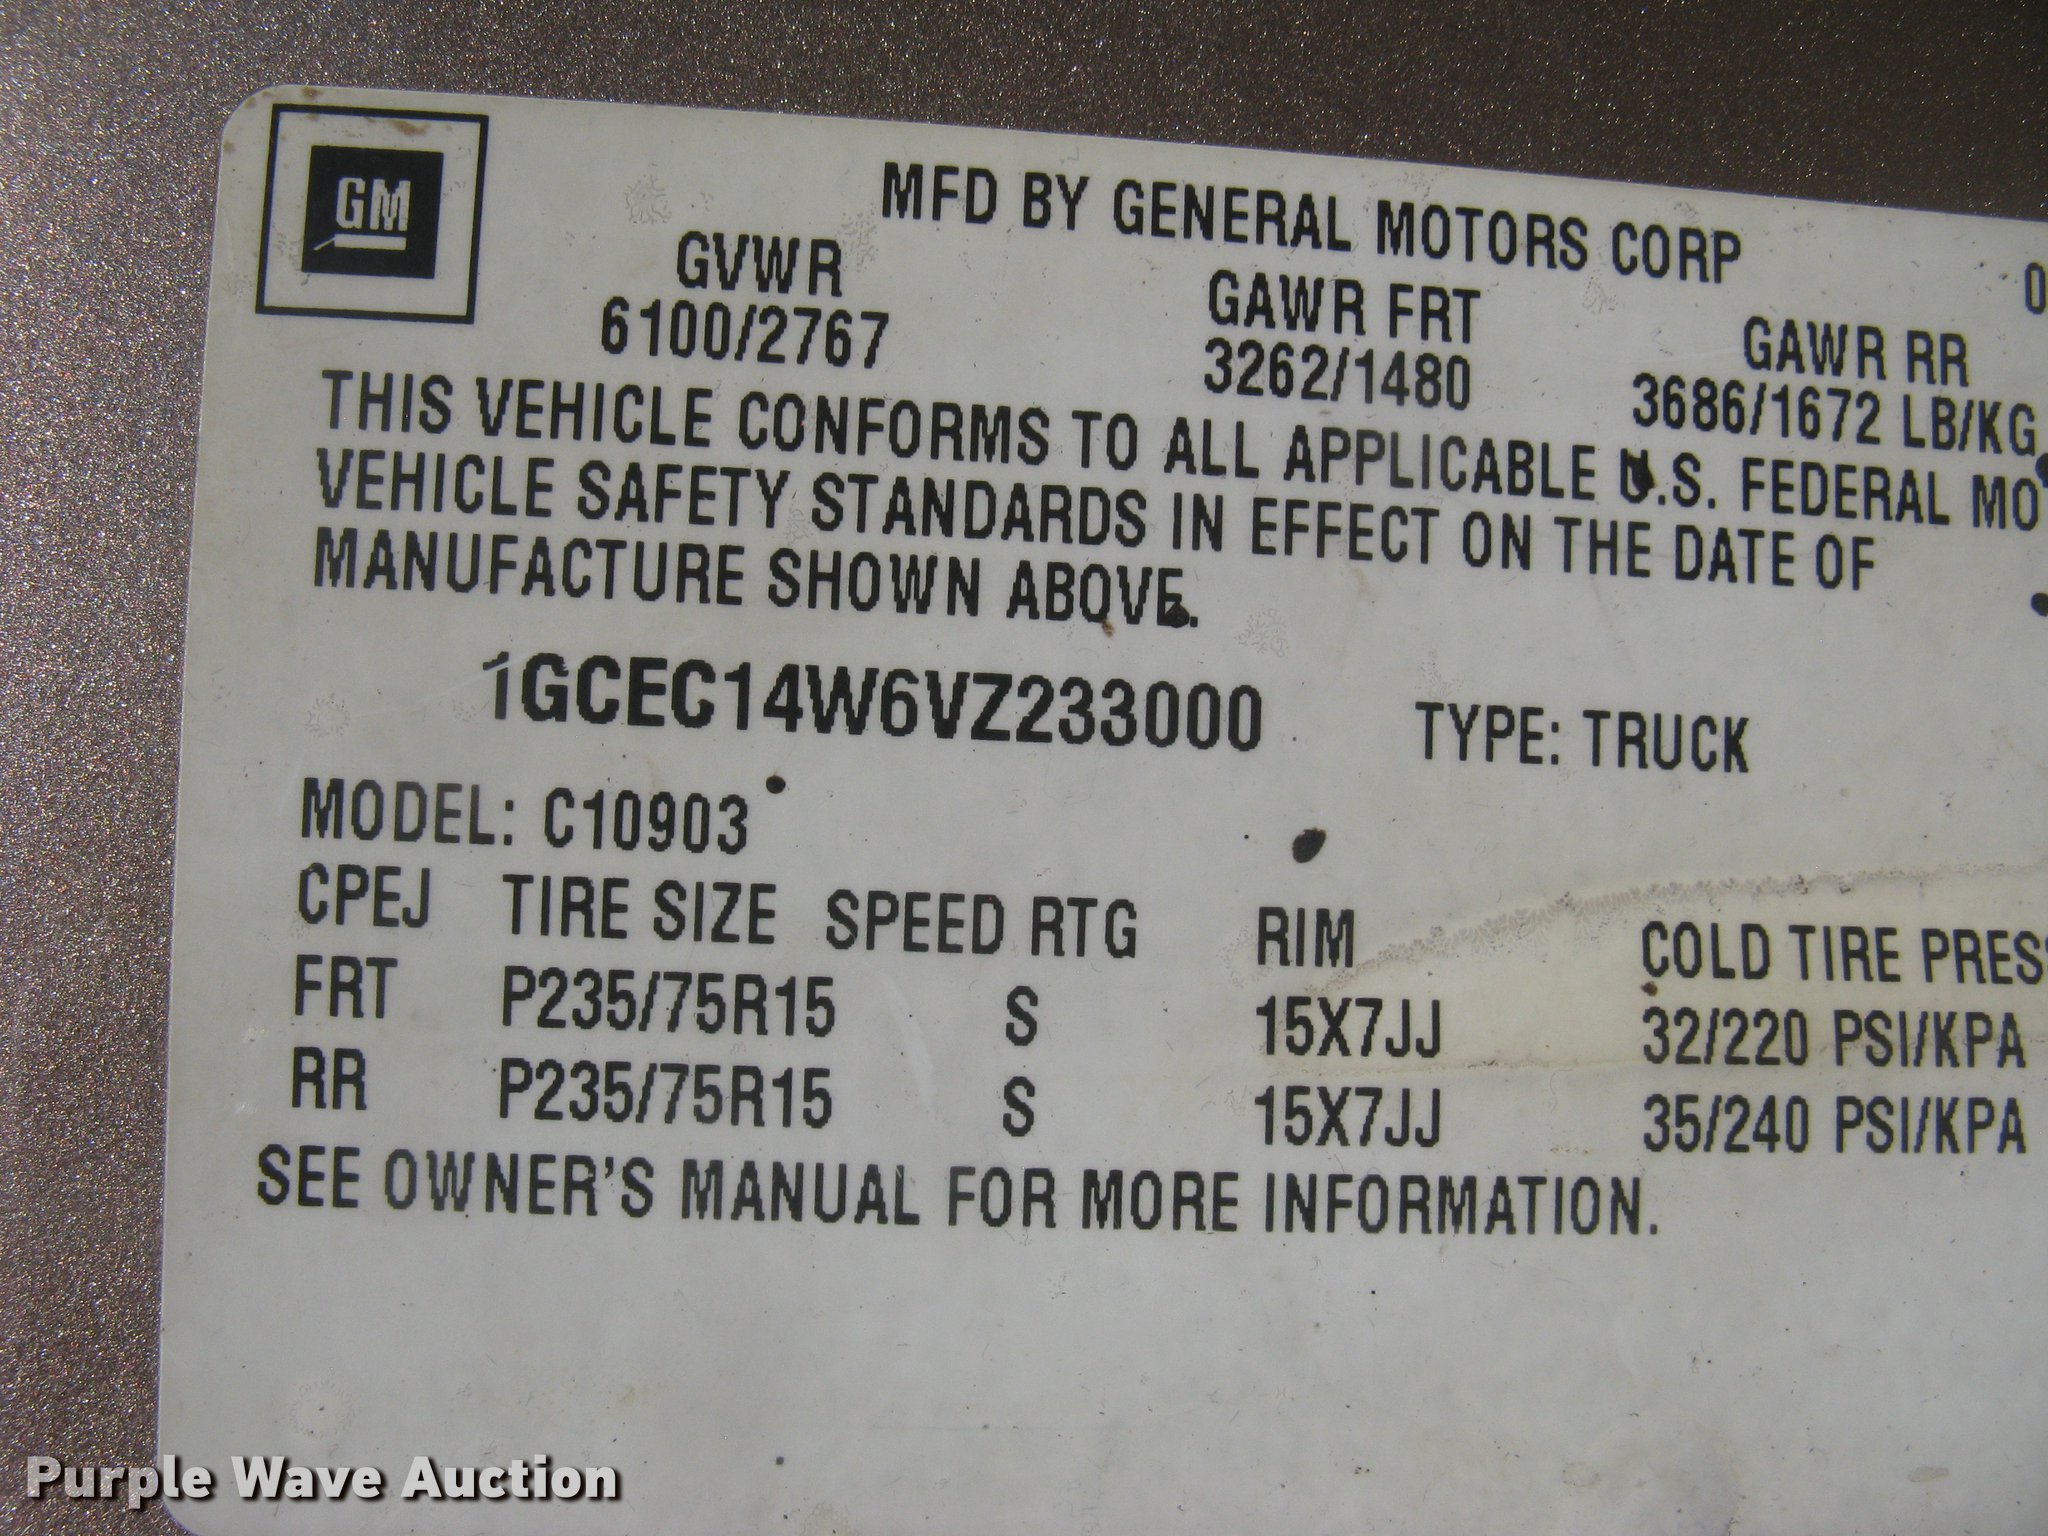 GM
MFD BY GENERAL MOTORS CORP 0
GVWR GAWR FRT GAWR RR
6100/2767 3262/1480 3686/1672 LB/KG
THIS VEHICLE CONFORMS TO ALL APPLICABLE U.S. FEDERAL MO
VEHICLE SAFETY STANDARDS IN EFFECT ON THE DATE OF
MANUFACTURE SHOWN ABOVE.
1GCEC14W6VZ233000 TYPE: TRUCK
MODEL: C10903
CPEJ TIRE SIZE SPEED RTG RIM COLD TIRE PRES
FRT P235/75R15 S 15X7JJ 32/220 PSI/KPA
RR P235/75R15 S 15X7JJ 35/240 PSI/KPA
SEE OWNER'S MANUAL FOR MORE INFORMATION.
Purple Wave Auction